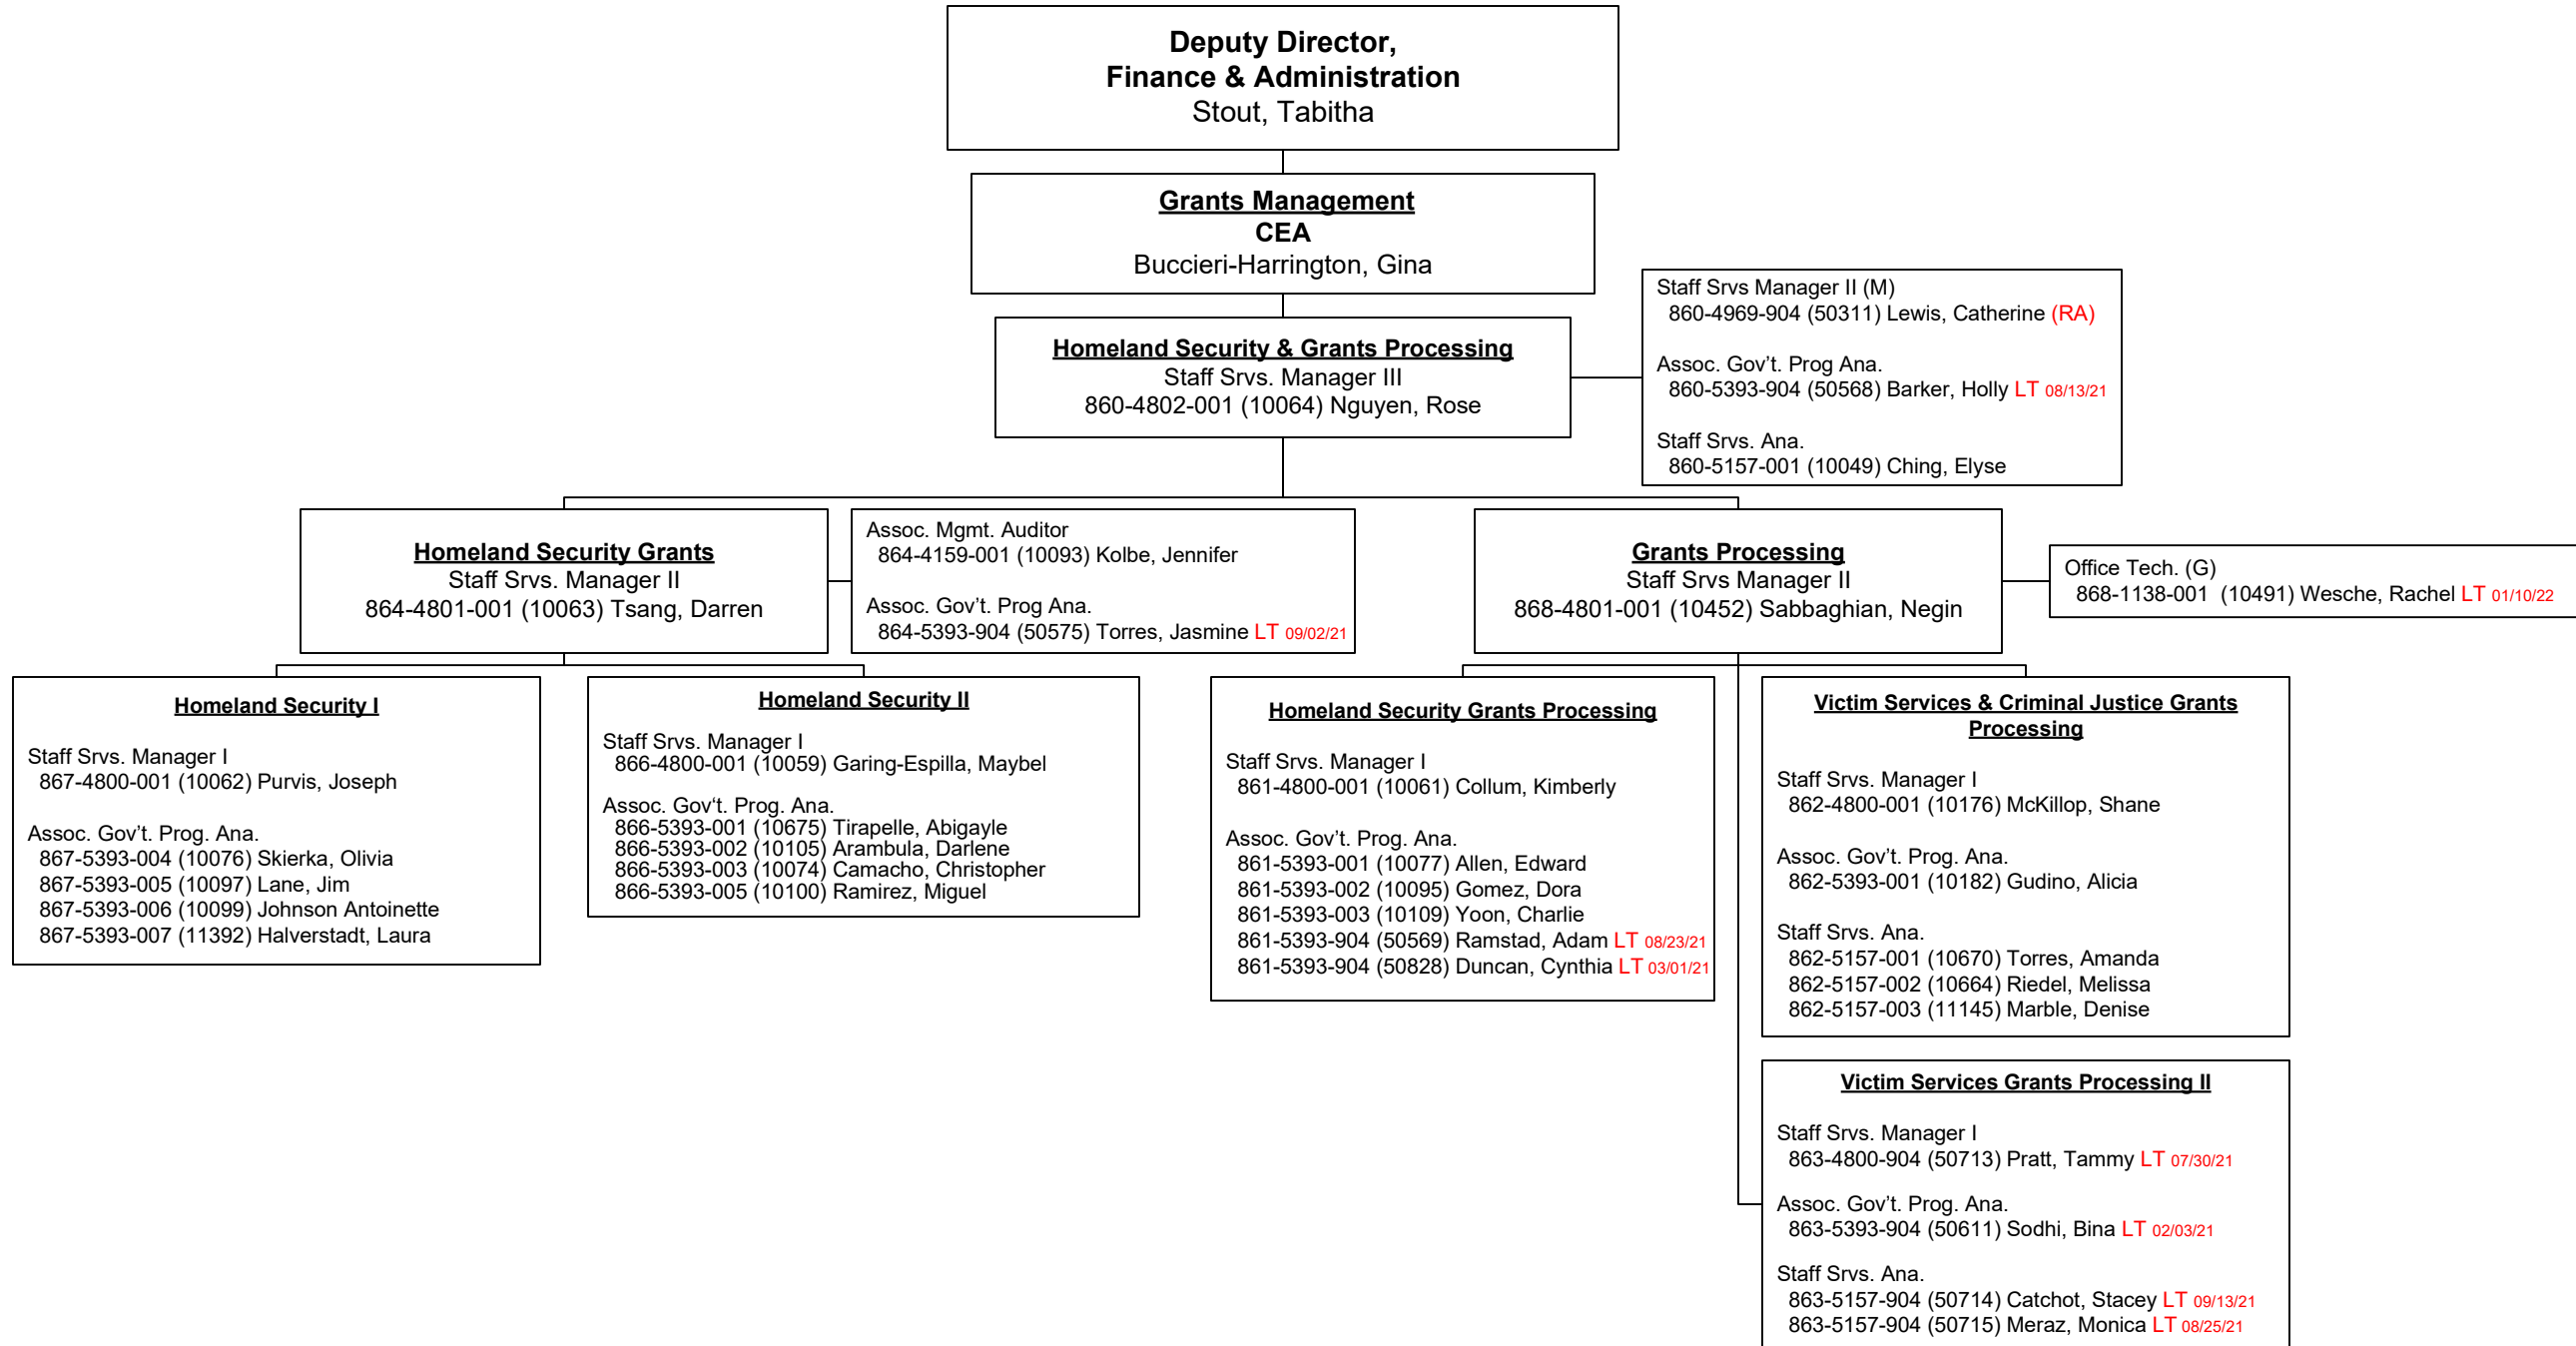 Deputy Director,
Finance & Administration
Stout, Tabitha
Grants Management
CEA
Buccieri-Harrington, Gina
Homeland Security & Grants Processing
Staff Srvs. Manager III
860-4802-001 (10064) Nguyen, Rose
Staff Srvs Manager II (M)
860-4969-904 (50311) Lewis, Catherine (RA)
Assoc. Gov’t. Prog Ana.
860-5393-904 (50568) Barker, Holly LT 08/13/21
Staff Srvs. Ana.
860-5157-001 (10049) Ching, Elyse
Homeland Security Grants
Staff Srvs. Manager II
864-4801-001 (10063) Tsang, Darren
Assoc. Mgmt. Auditor
864-4159-001 (10093) Kolbe, Jennifer
Assoc. Gov’t. Prog Ana.
864-5393-904 (50575) Torres, Jasmine LT 09/02/21
Grants Processing
Staff Srvs Manager II
868-4801-001 (10452) Sabbaghian, Negin
Office Tech. (G)
868-1138-001 (10491) Wesche, Rachel LT 01/10/22
Homeland Security I
Staff Srvs. Manager I
867-4800-001 (10062) Purvis, Joseph
Assoc. Gov’t. Prog. Ana.
867-5393-004 (10076) Skierka, Olivia
867-5393-005 (10097) Lane, Jim
867-5393-006 (10099) Johnson Antoinette
867-5393-007 (11392) Halverstadt, Laura
Homeland Security II
Staff Srvs. Manager I
866-4800-001 (10059) Garing-Espilla, Maybel
Assoc. Gov‘t. Prog. Ana.
866-5393-001 (10675) Tirapelle, Abigayle
866-5393-002 (10105) Arambula, Darlene
866-5393-003 (10074) Camacho, Christopher
866-5393-005 (10100) Ramirez, Miguel
Homeland Security Grants Processing
Staff Srvs. Manager I
861-4800-001 (10061) Collum, Kimberly
Assoc. Gov’t. Prog. Ana.
861-5393-001 (10077) Allen, Edward
861-5393-002 (10095) Gomez, Dora
861-5393-003 (10109) Yoon, Charlie
861-5393-904 (50569) Ramstad, Adam LT 08/23/21
861-5393-904 (50828) Duncan, Cynthia LT 03/01/21
Victim Services & Criminal Justice Grants
Processing
Staff Srvs. Manager I
862-4800-001 (10176) McKillop, Shane
Assoc. Gov’t. Prog. Ana.
862-5393-001 (10182) Gudino, Alicia
Staff Srvs. Ana.
862-5157-001 (10670) Torres, Amanda
862-5157-002 (10664) Riedel, Melissa
862-5157-003 (11145) Marble, Denise
Victim Services Grants Processing II
Staff Srvs. Manager I
863-4800-904 (50713) Pratt, Tammy LT 07/30/21
Assoc. Gov’t. Prog. Ana.
863-5393-904 (50611) Sodhi, Bina LT 02/03/21
Staff Srvs. Ana.
863-5157-904 (50714) Catchot, Stacey LT 09/13/21
863-5157-904 (50715) Meraz, Monica LT 08/25/21